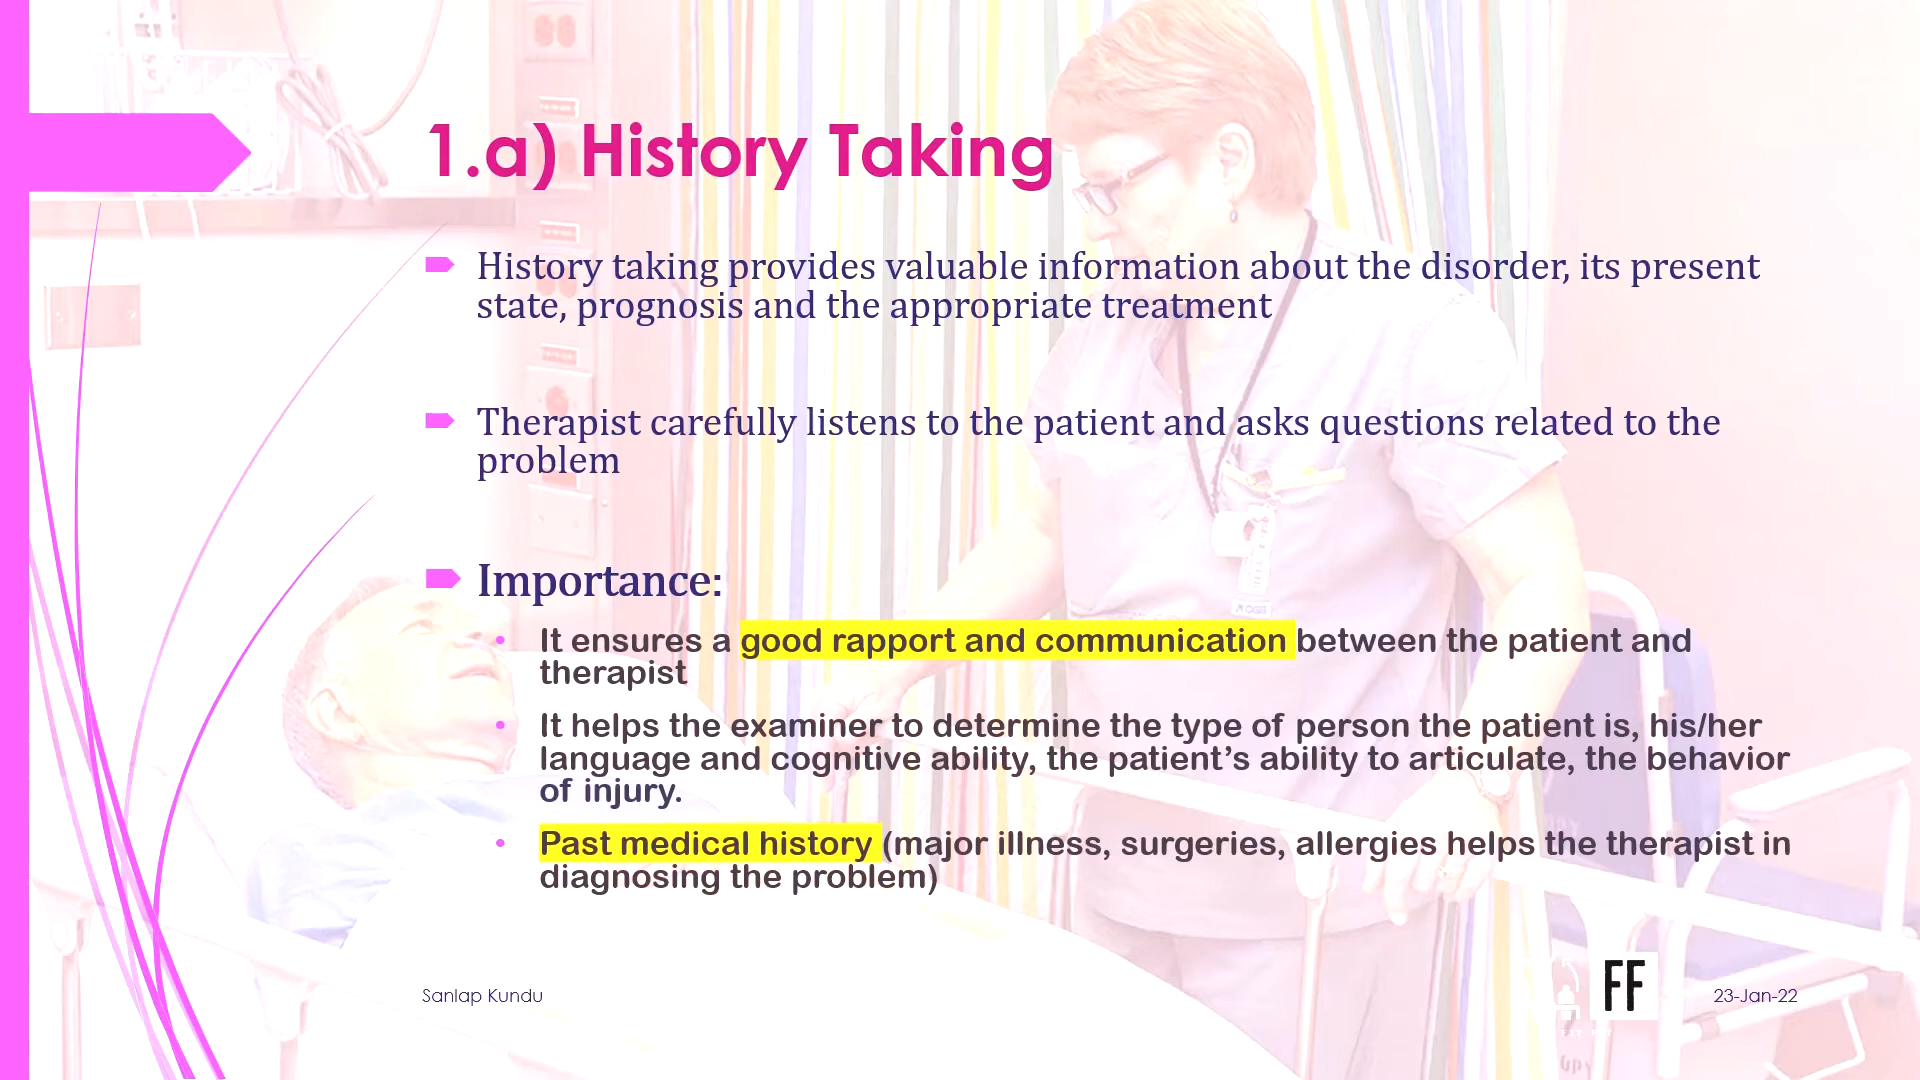 1.a) History Taking
History taking provides valuable information about the disorder, its present
state, prognosis and the appropriate treatment
Therapist carefully listens to the patient and asks questions related to the
problem
Importance:
It ensures a good rapport and communication between the patient and
therapist
It helps the examiner to determine the type of person the patient is, his/her
language and cognitive ability, the patient’s ability to articulate, the behavior
of injury.
Past medical history (major illness, surgeries, allergies helps the therapist in
diagnosing the problem)
Sanlap Kundu
FF
23-Jan-22